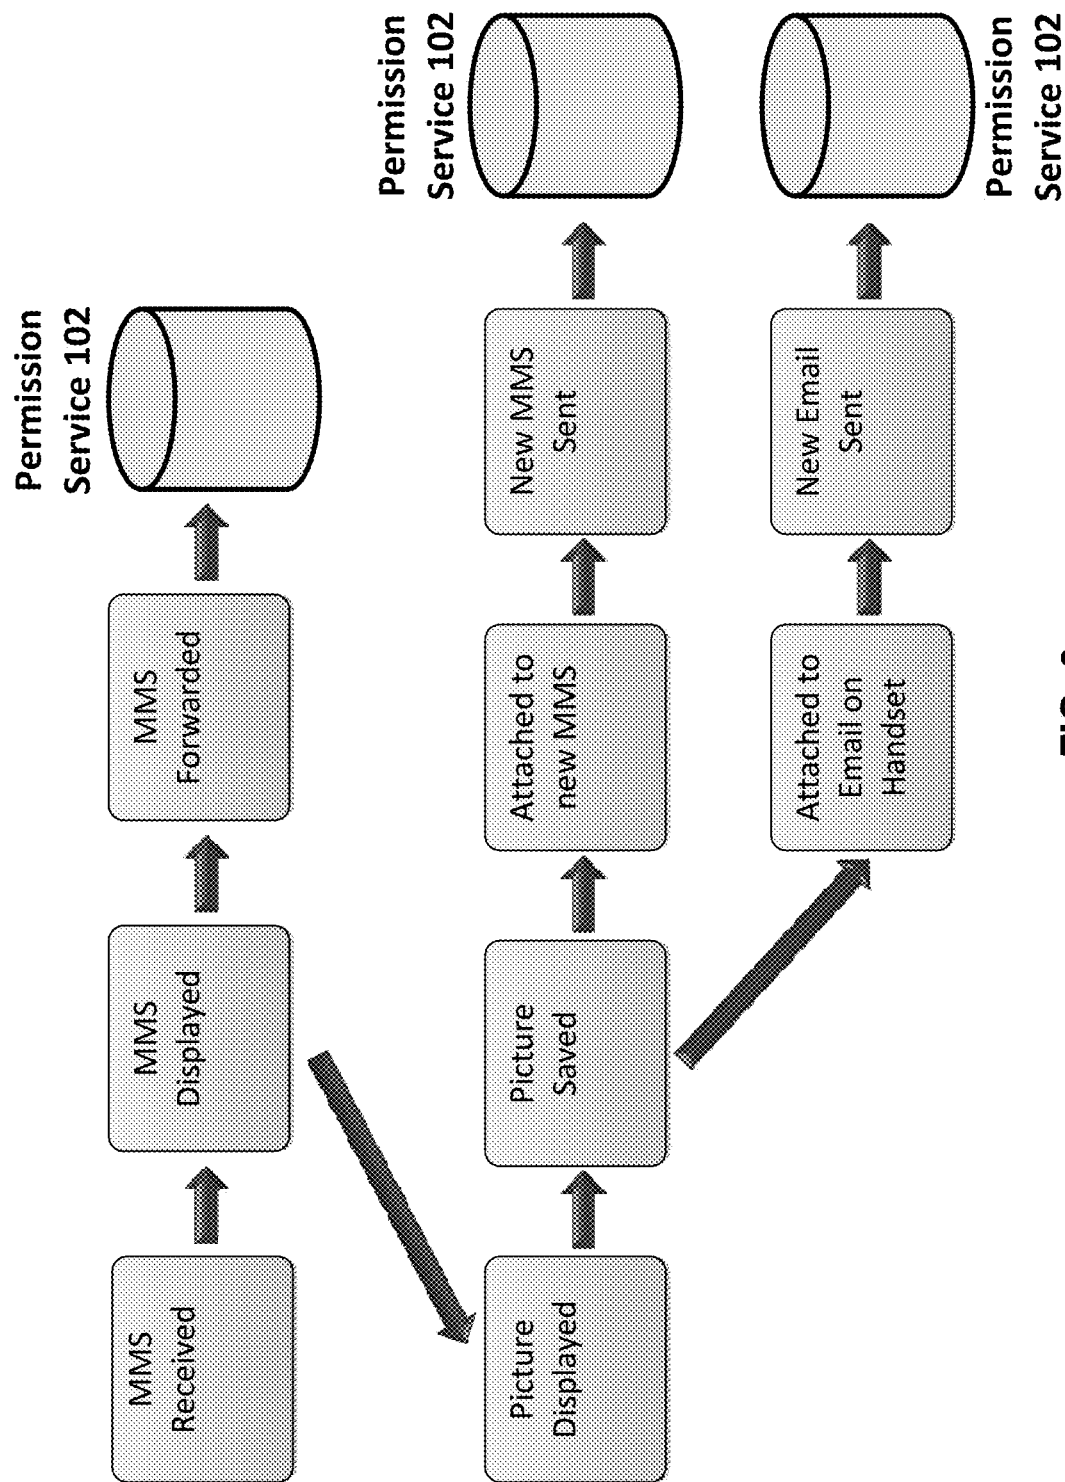 MMS
Received
MMS
Displayed
MMS
Forwarded
Permission
Service 102
Picture
Displayed
Picture
Saved
Attached to
new MMS
New MMS
Sent
Permission
Service 102
Attached to
Email on
Handset
New Email
Sent
Permission
Service 102